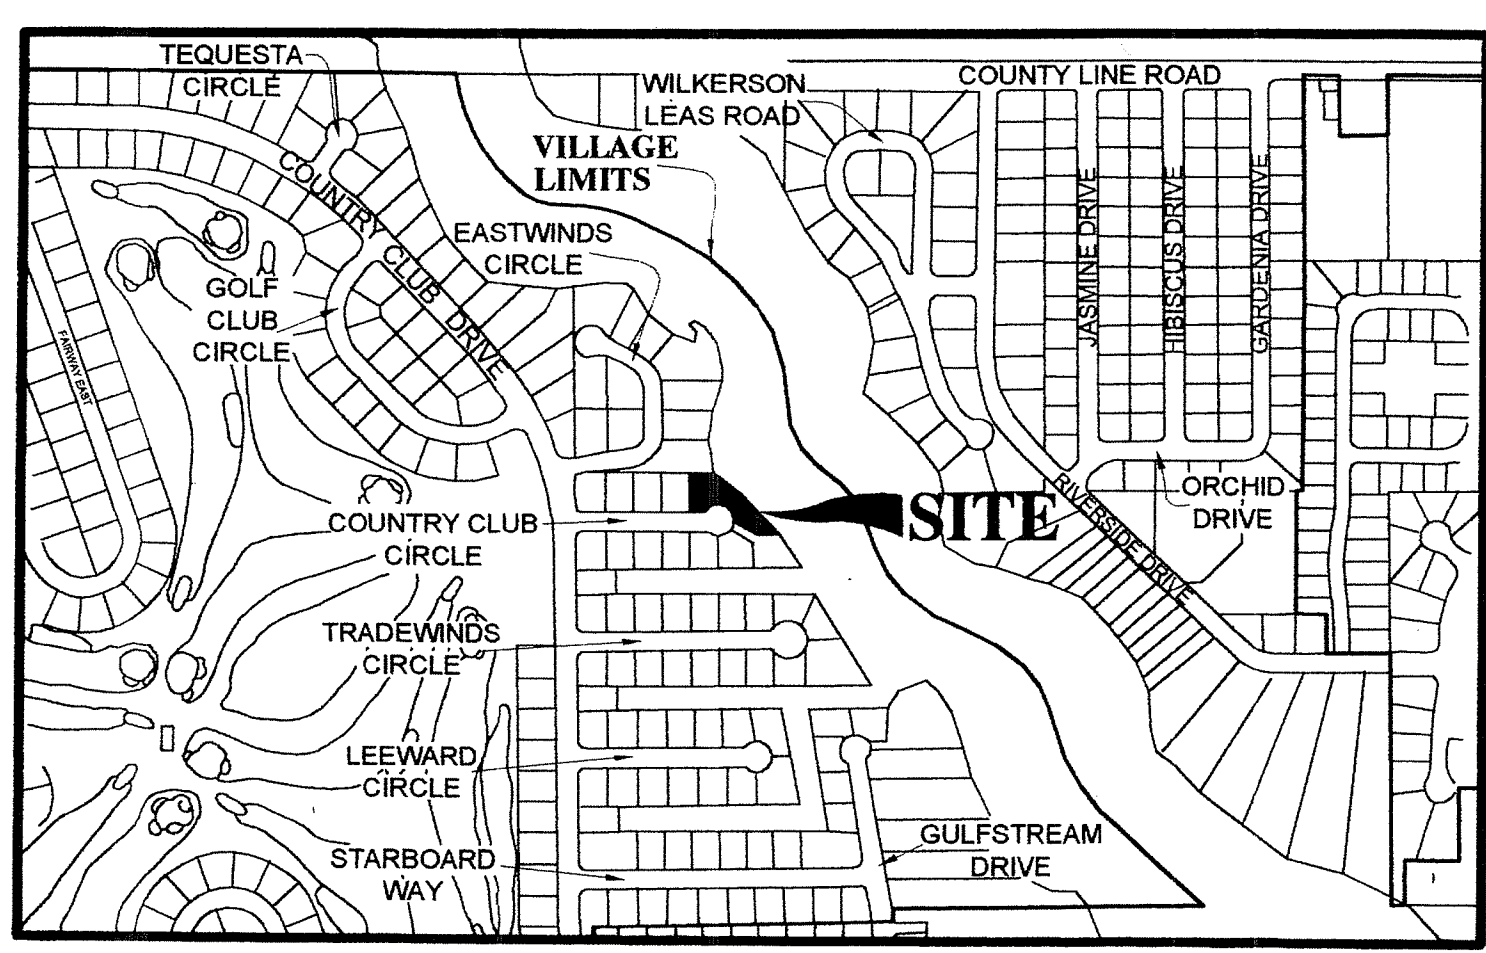 TEQUESTA
CIRCLE
WILKERSON
LEAS ROAD
COUNTY LINE ROAD
VILLAGE
LIMITS
COUNTRY CLUB DRIVE
EASTWINDS
CIRCLE
JASMINE DRIVE
HIBISCUS DRIVE
GARDENIA DRIVE
GOLF
CLUB
CIRCLE
FAIRWAY EAST
SITE
RIVERSIDE DRIVE
ORCHID
DRIVE
COUNTRY CLUB
CIRCLE
TRADEWINDS
CIRCLE
LEEWARD
CIRCLE
STARBOARD
WAY
GULFSTREAM
DRIVE